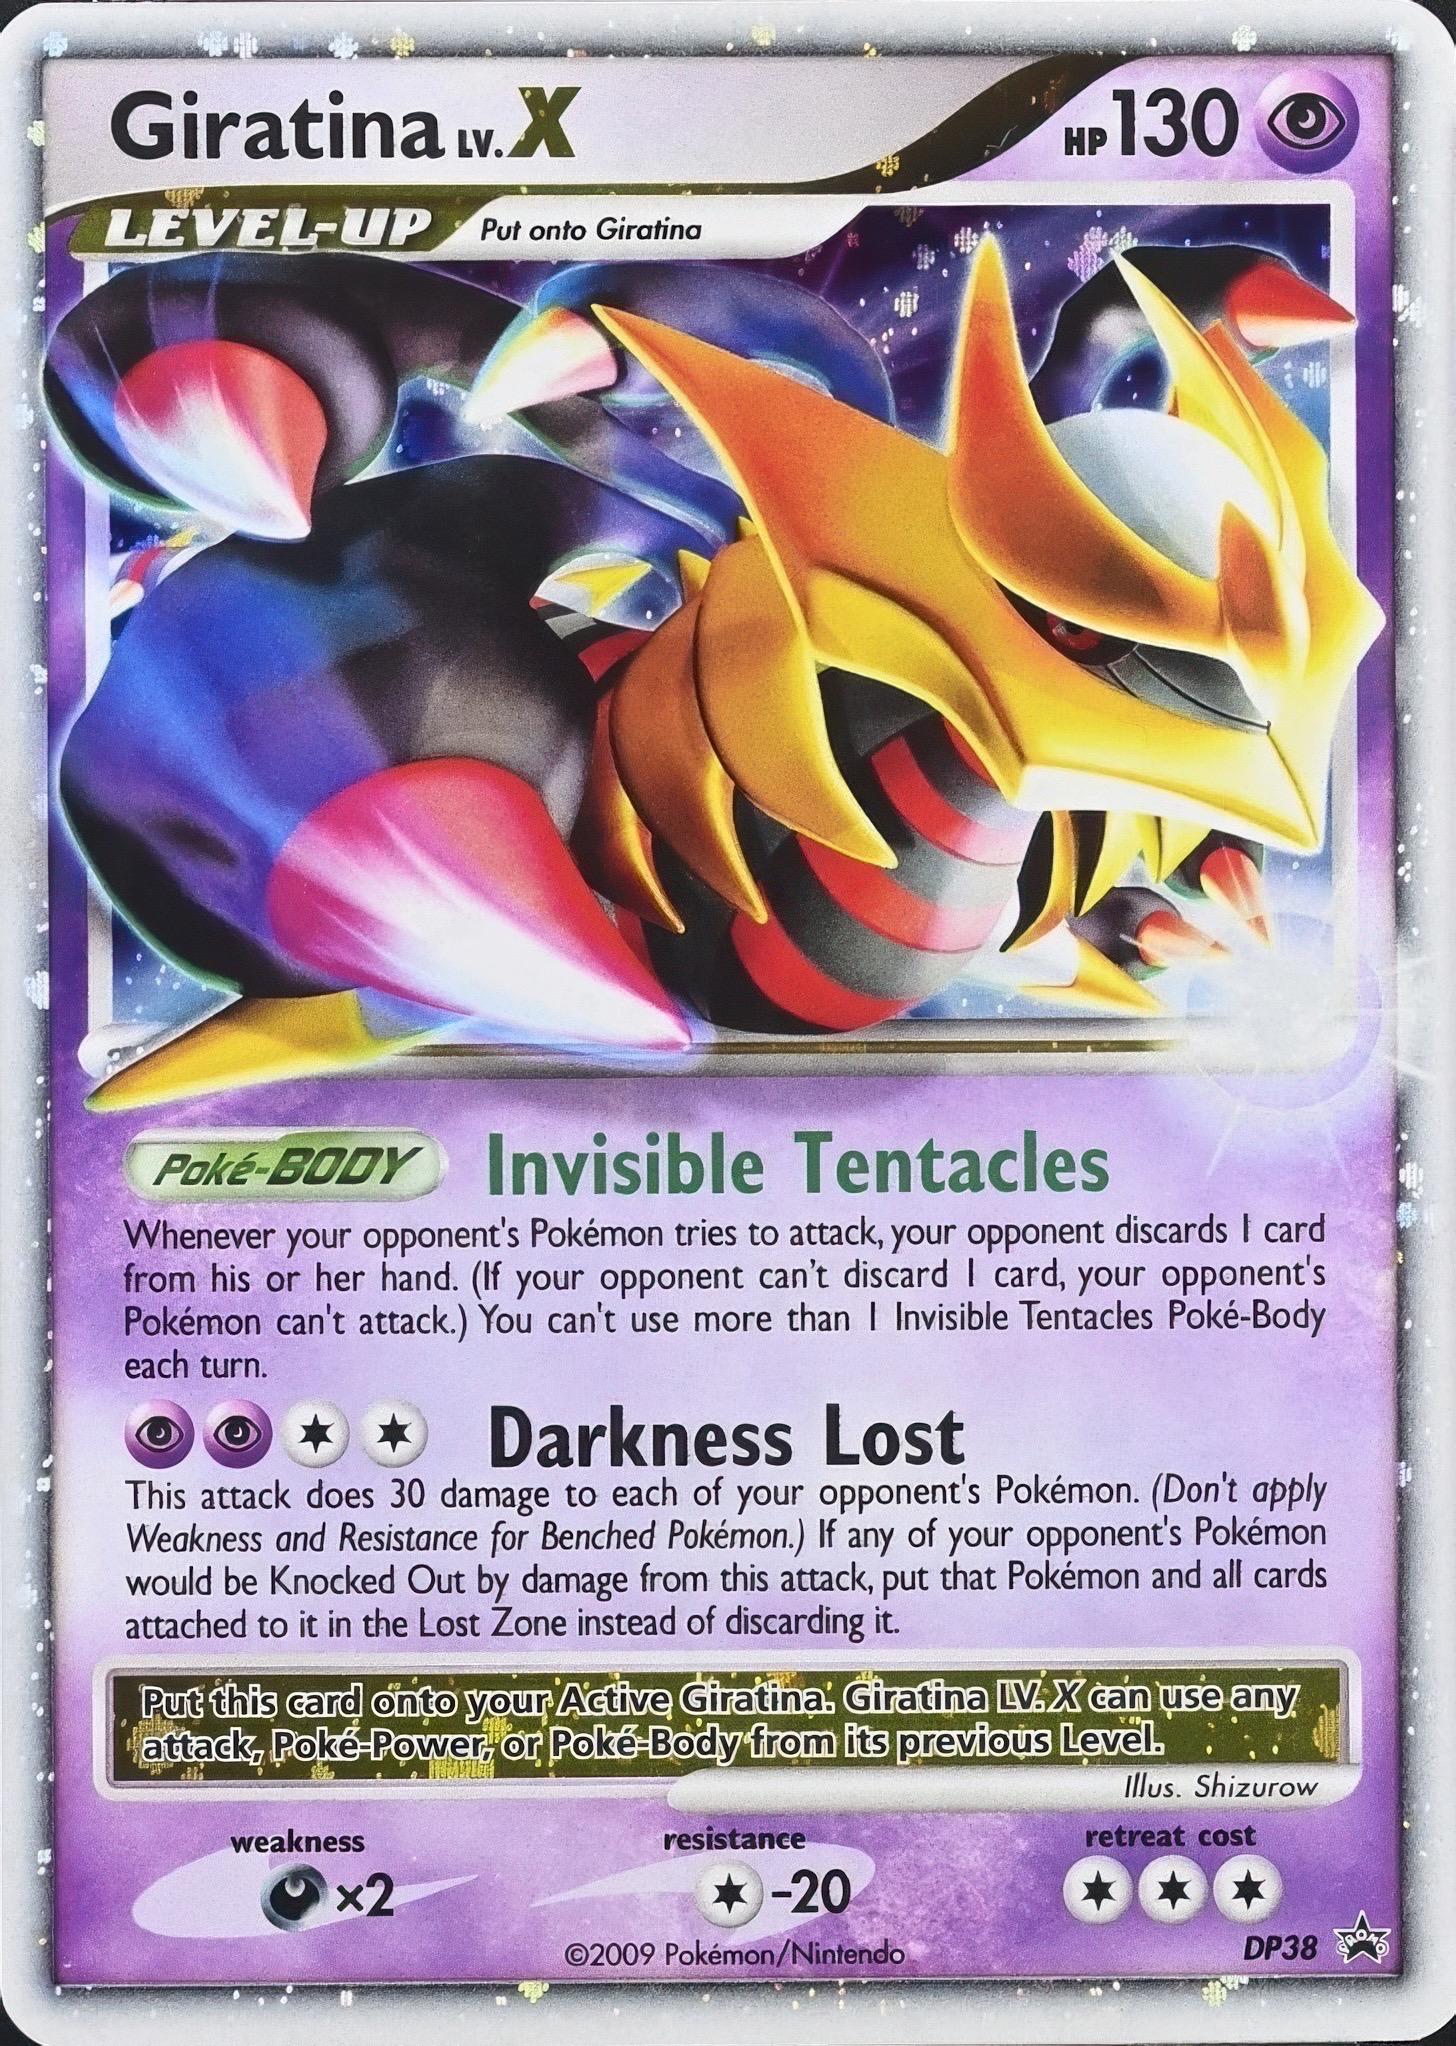 Giratina LV.X HP 130
LEVEL-UP Put onto Giratina
Poké-BODY Invisible Tentacles
Whenever your opponent's Pokémon tries to attack, your opponent discards 1 card
from his or her hand. (If your opponent can't discard 1 card, your opponent's
Pokémon can't attack.) You can't use more than 1 Invisible Tentacles Poké-Body
each turn.
Darkness Lost
This attack does 30 damage to each of your opponent's Pokémon. (Don't apply
Weakness and Resistance for Benched Pokémon.) If any of your opponent's Pokémon
would be Knocked Out by damage from this attack, put that Pokémon and all cards
attached to it in the Lost Zone instead of discarding it.
Put this card onto your Active Giratina. Giratina LV.X can use any
attack, Poké-Power, or Poké-Body from its previous Level.
Illus. Shizurow
weakness resistance retreat cost
×2 -20
©2009 Pokémon/Nintendo DP38 PROMO